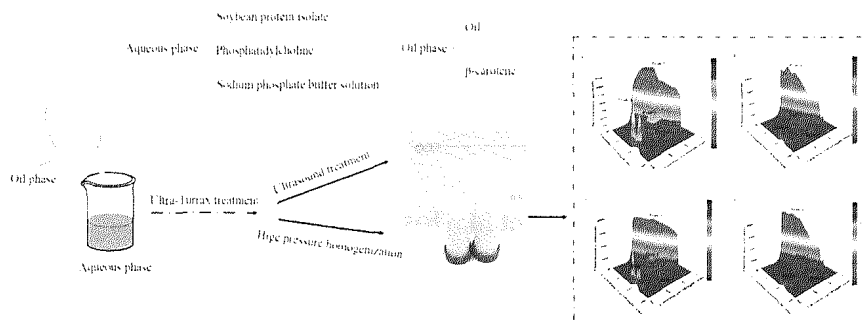 Soybean protein isolate
Aqueous phase
Phosphatidylcholine
Sodium phosphate buffer solution
Oil
Oil phase
β-carotene
Oil phase
Ultra-Turrax treatment
Ultrasound treatment
High pressure homogenization
Aqueous phase